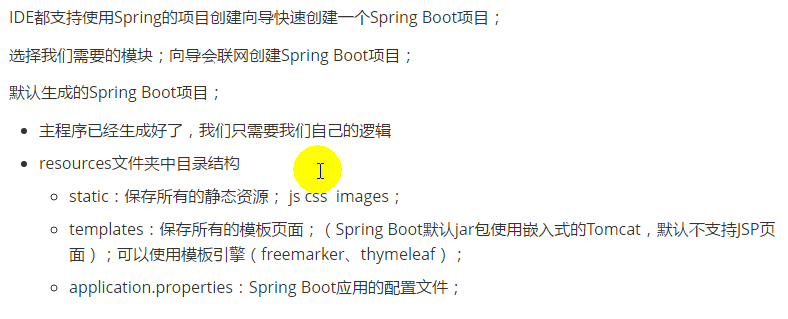 IDE都支持使用Spring的项目创建向导快速创建一个Spring Boot项目；
选择我们需要的模块；向导会联网创建Spring Boot项目；
默认生成的Spring Boot项目；
主程序已经生成好了，我们只需要我们自己的逻辑
resources文件夹中目录结构
static：保存所有的静态资源； js css  images；
templates：保存所有的模板页面；（Spring Boot默认jar包使用嵌入式的Tomcat，默认不支持JSP页
面）；可以使用模板引擎（freemarker、thymeleaf）；
application.properties：Spring Boot应用的配置文件；